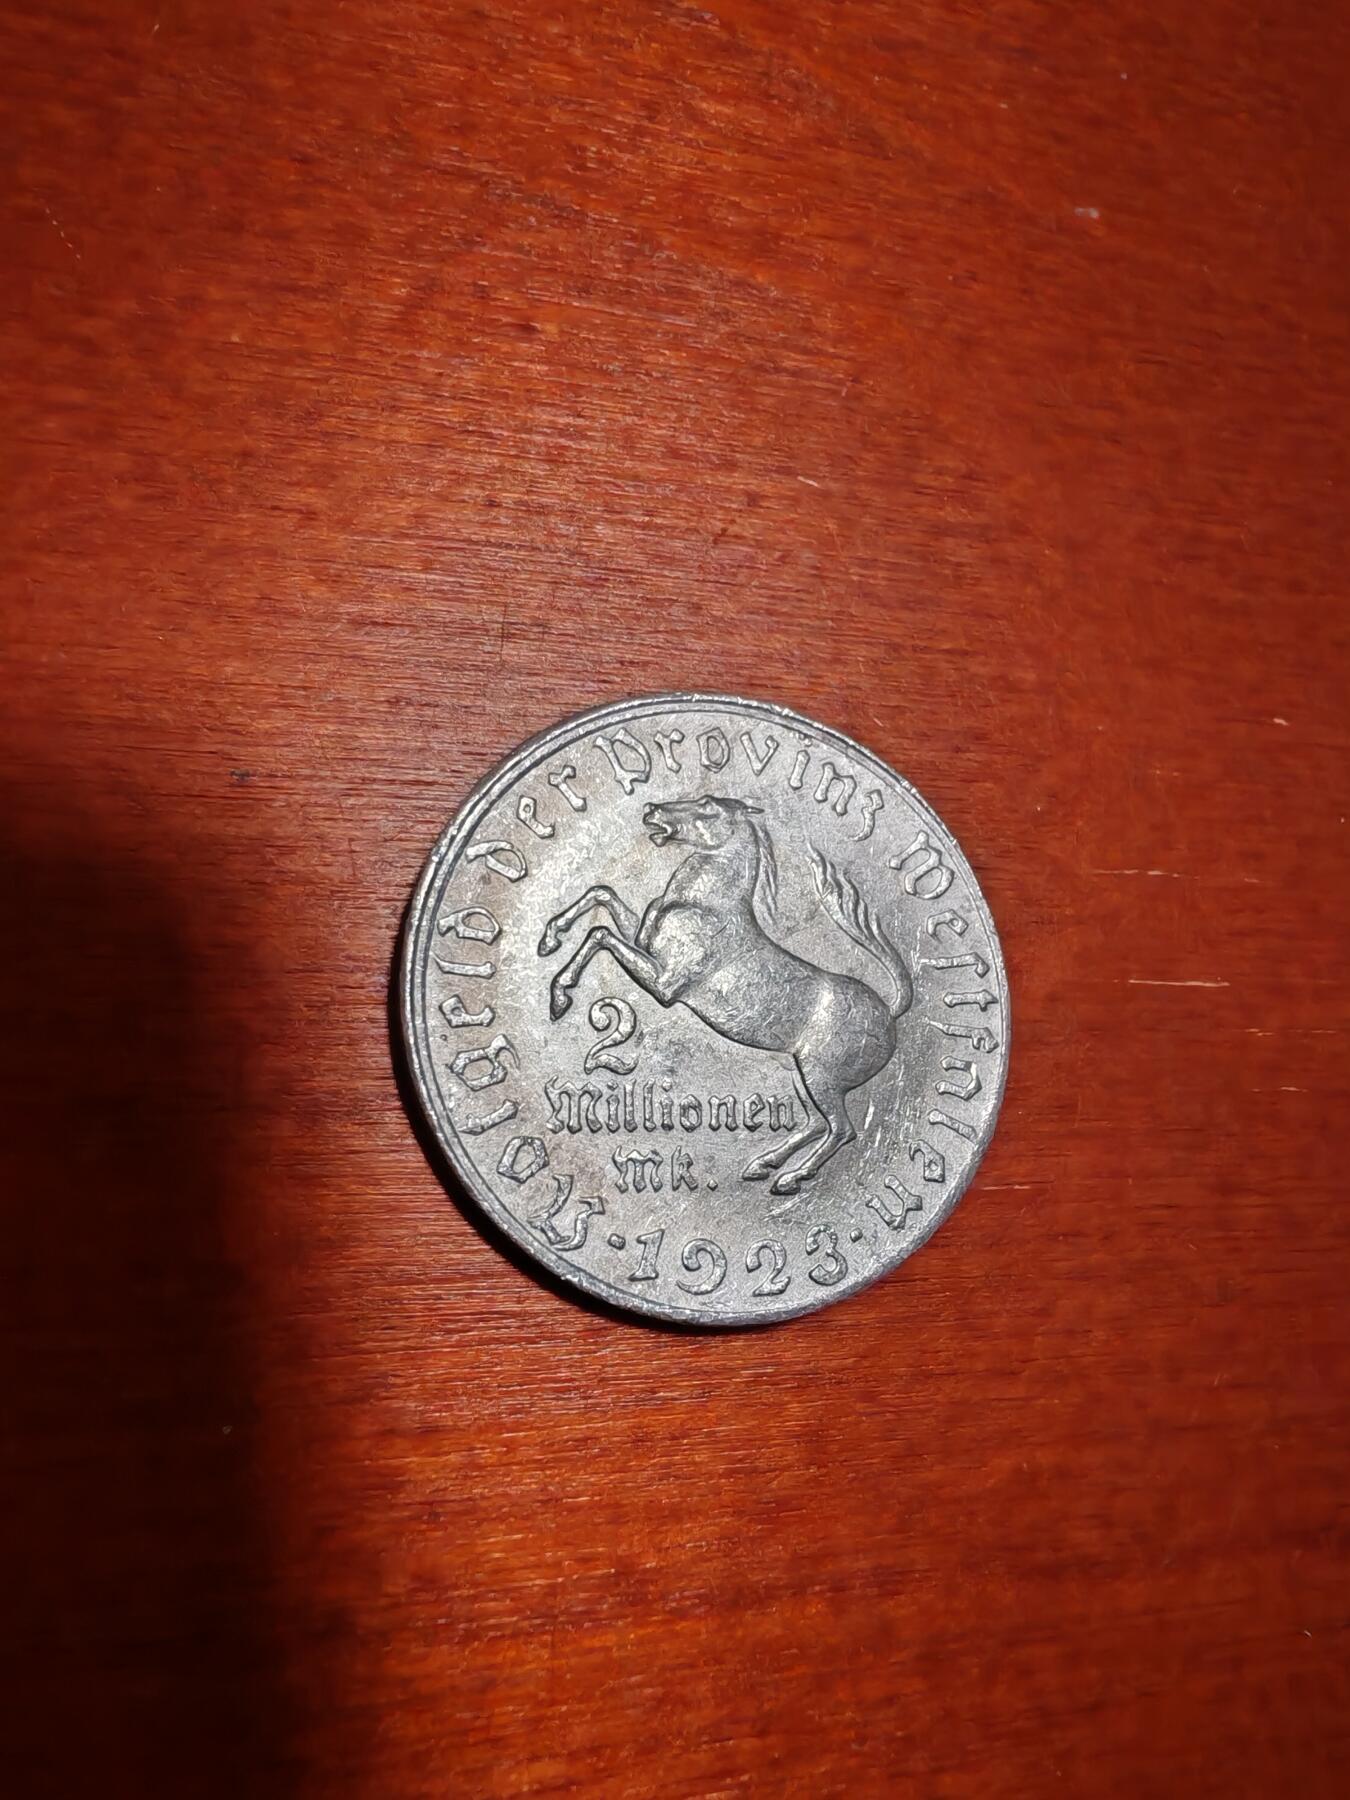 Notgeld der Provinz Westfalen
2
Millionen
Mk.
·1923·